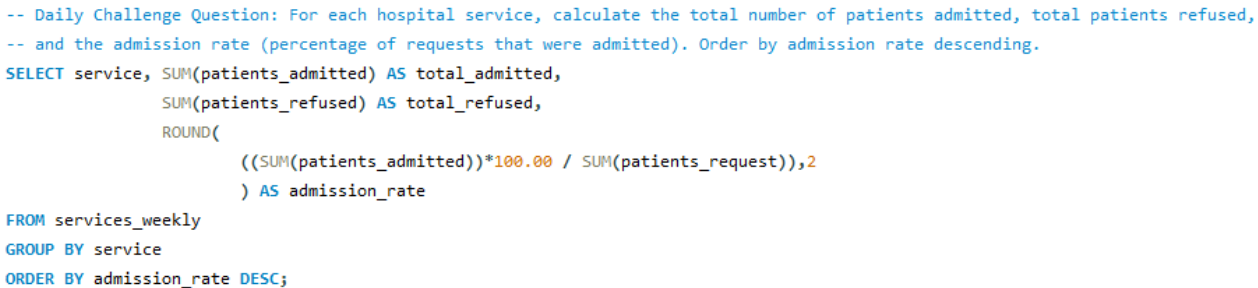 -- Daily Challenge Question: For each hospital service, calculate the total number of patients admitted, total patients refused,
-- and the admission rate (percentage of requests that were admitted). Order by admission rate descending.
SELECT service, SUM(patients_admitted) AS total_admitted,
SUM(patients_refused) AS total_refused,
ROUND(
((SUM(patients_admitted))*100.00 / SUM(patients_request)),2
) AS admission_rate
FROM services_weekly
GROUP BY service
ORDER BY admission_rate DESC;